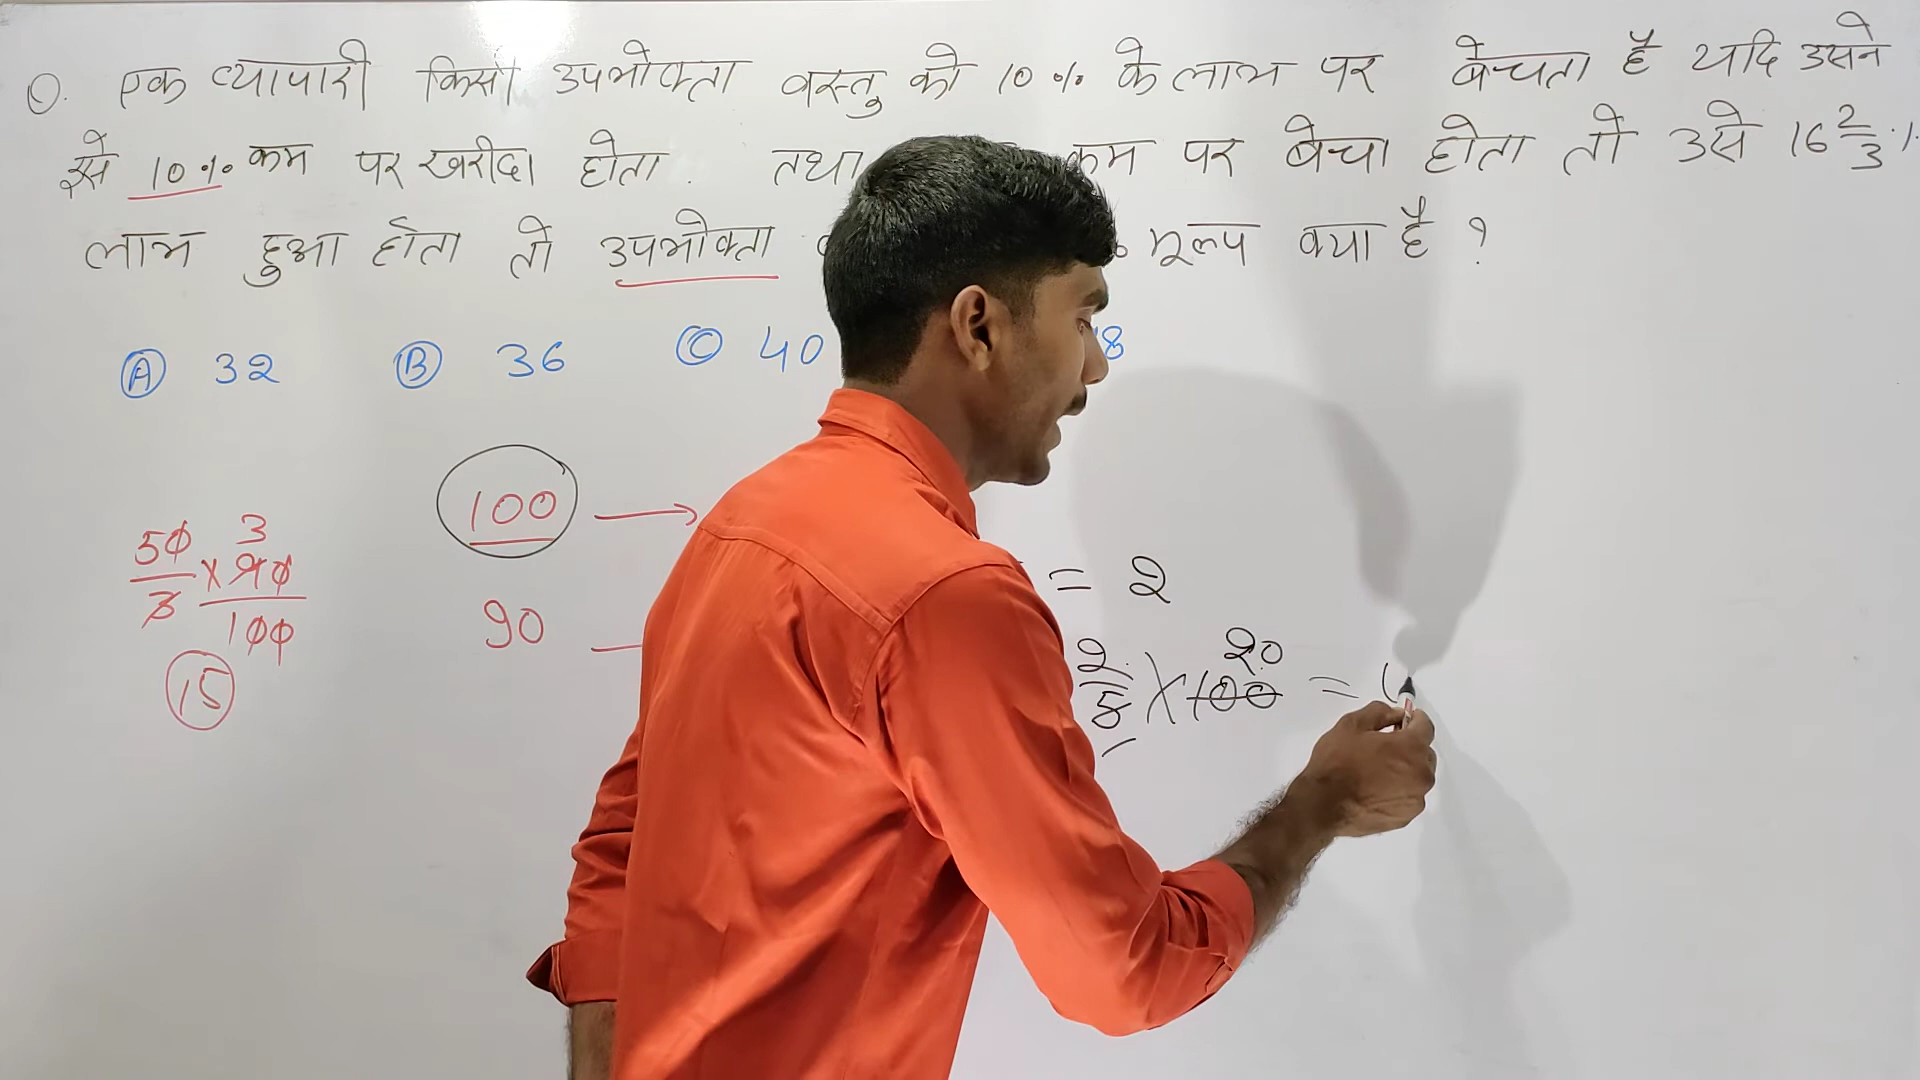 Q. एक व्यापारी किसी उपभोक्ता वस्तु को 10% के लाभ पर बेचता है यदि उसने
इसे 10% कम पर खरीदा होता. तथा कम पर बेचा होता तो उसे 16 2/3 %
लाभ हुआ होता तो उपभोक्ता मूल्य क्या है ?
(A) 32 (B) 36 (C) 40 8
100 →
50/3 × 90/100 3
= 2
90
2/5 × 100 = 20
15